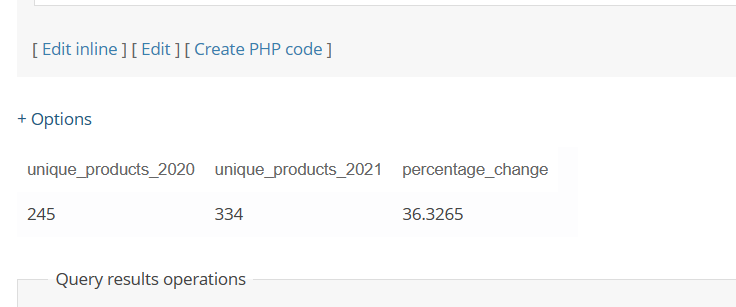 [ Edit inline ] [ Edit ] [ Create PHP code ]
+ Options
unique_products_2020 unique_products_2021 percentage_change
245 334 36.3265
Query results operations